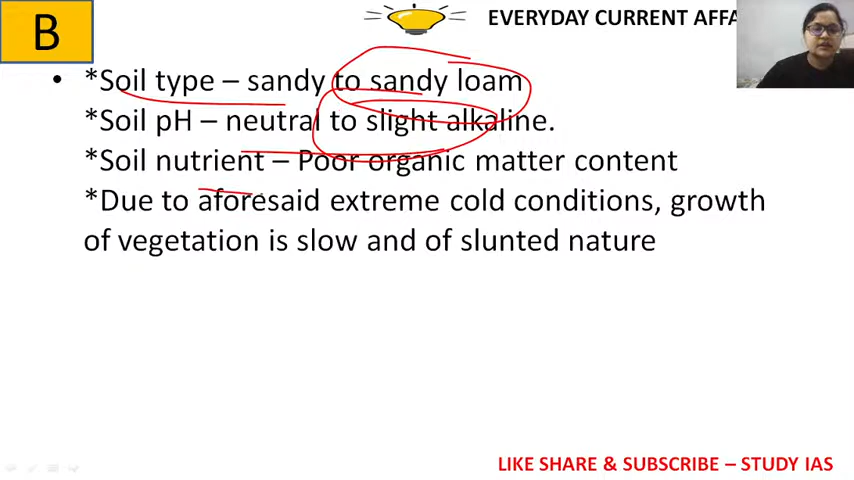 B
EVERYDAY CURRENT AFFA
• *Soil type – sandy to sandy loam
*Soil pH – neutral to slight alkaline.
*Soil nutrient – Poor organic matter content
*Due to aforesaid extreme cold conditions, growth
of vegetation is slow and of slunted nature
LIKE SHARE & SUBSCRIBE – STUDY IAS